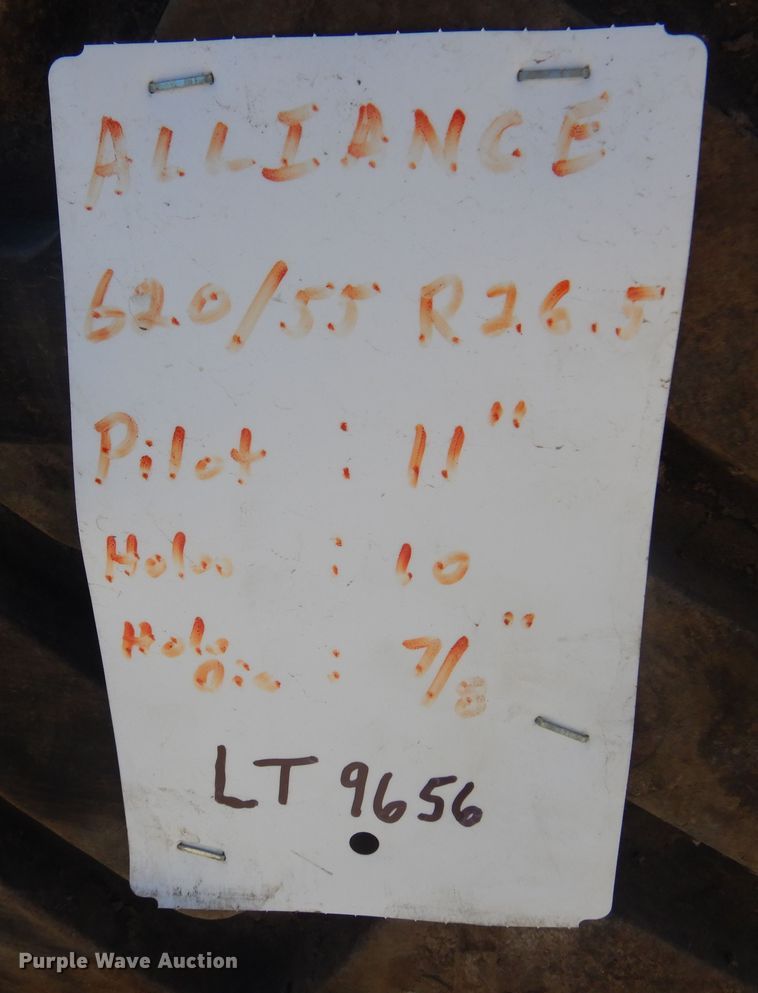 ALLIANCE
620/55 R26.5
Pilot : 11"
Holes : 10
Hole
Dia : 7/8"
LT 9656
Purple Wave Auction